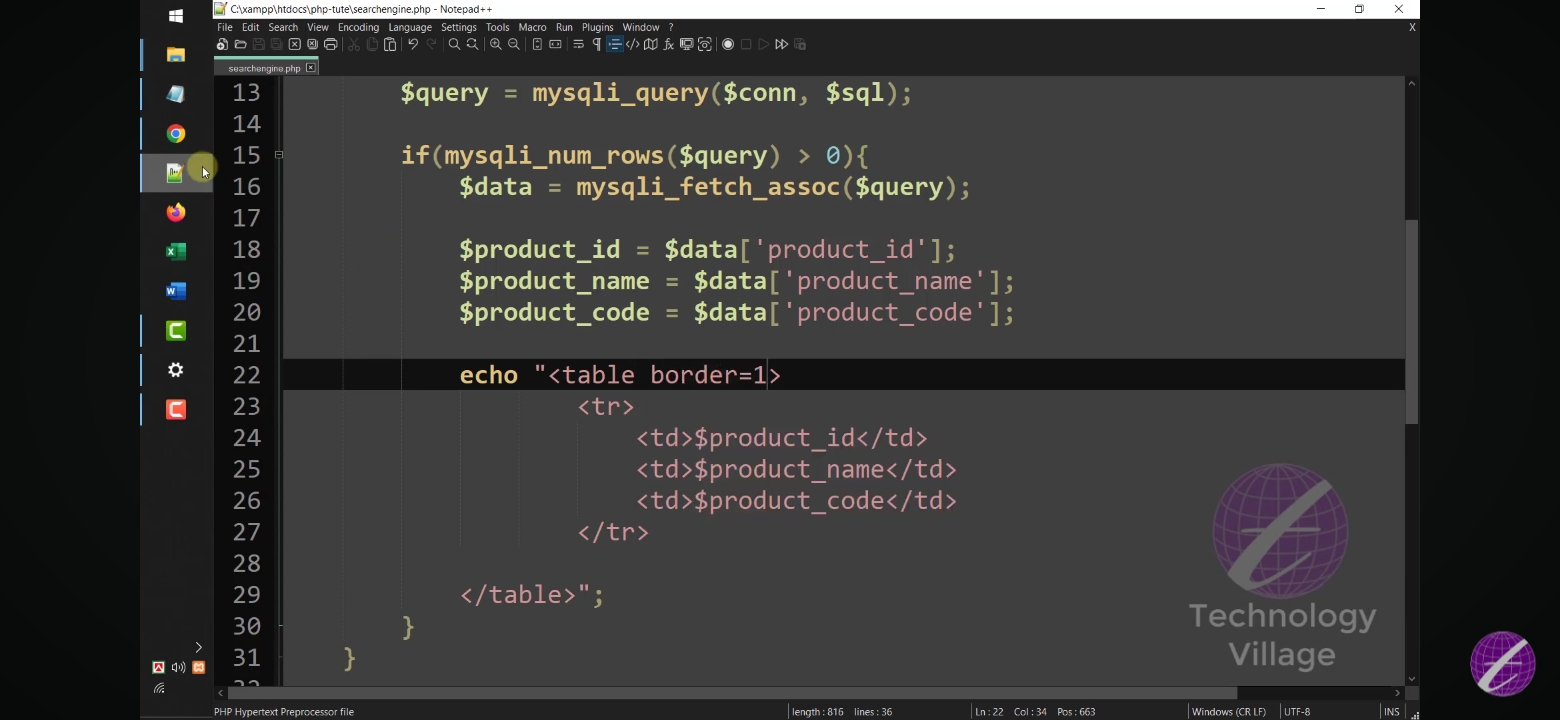 C:\xampp\htdocs\php-tute\searchengine.php - Notepad++
File Edit Search View Encoding Language Settings Tools Macro Run Plugins Window ? X
searchengine.php
13 $query = mysqli_query($conn, $sql);
14
15 if(mysqli_num_rows($query) > 0){
16 $data = mysqli_fetch_assoc($query);
17
18 $product_id = $data['product_id'];
19 $product_name = $data['product_name'];
20 $product_code = $data['product_code'];
21
22 echo "<table border=1>
23 <tr>
24 <td>$product_id</td>
25 <td>$product_name</td>
26 <td>$product_code</td>
27 </tr>
28
29 </table>";
30 }
31 }
Technology
Village
PHP Hypertext Preprocessor file length : 816 lines : 36 Ln : 22 Col : 34 Pos : 663 Windows (CR LF) UTF-8 INS